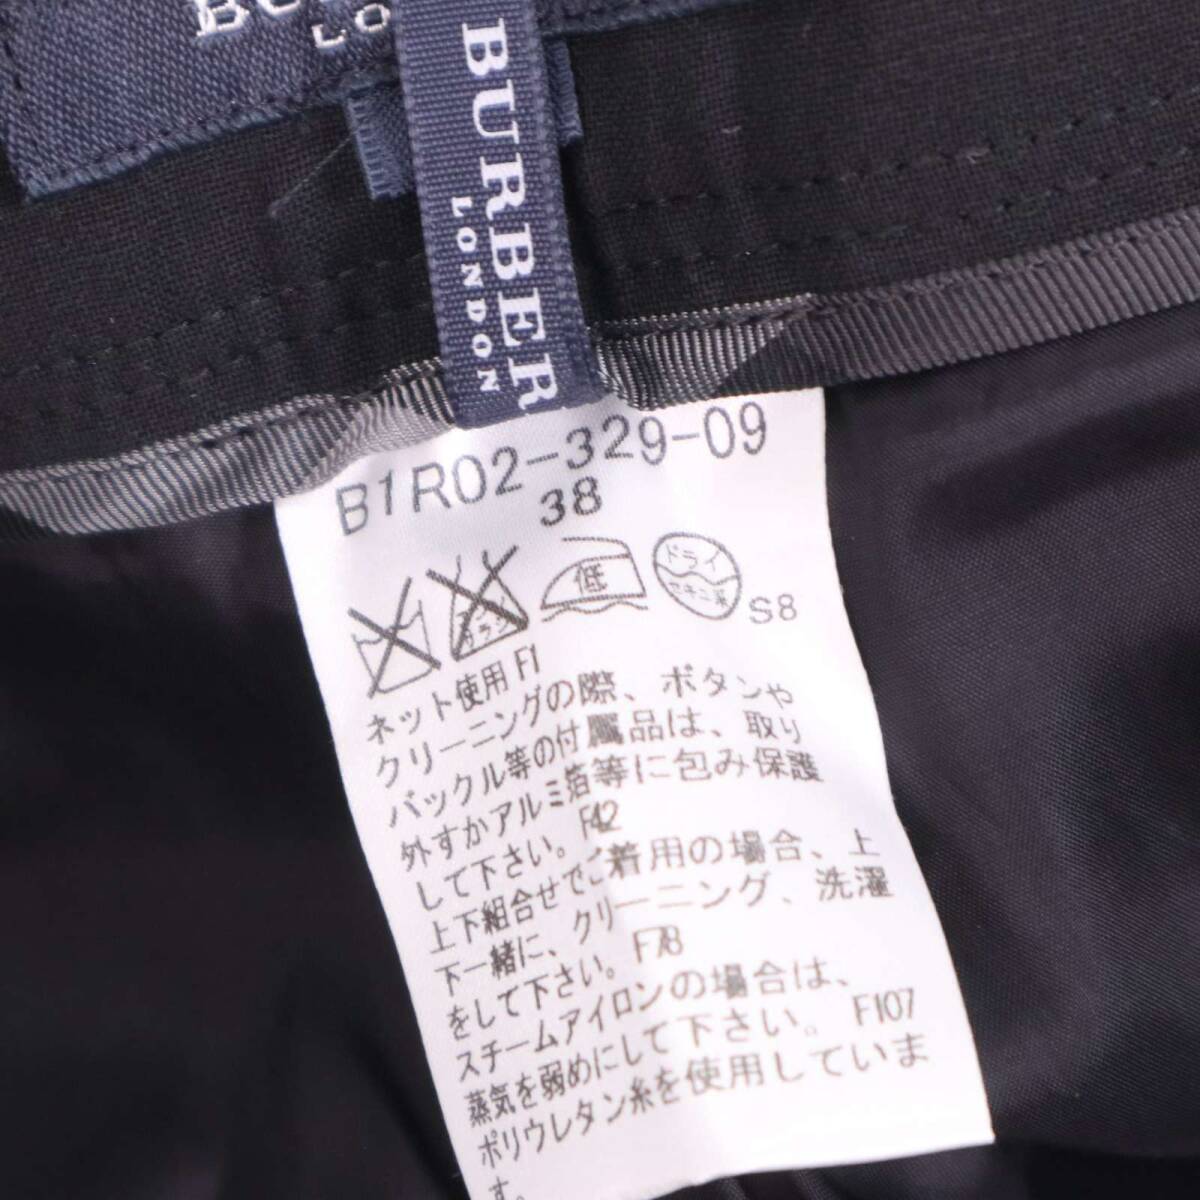 LO
BURBER
LONDON
B1R02-329-09
38
低
ドライ
セキユ系
S8
ネット使用 F1
クリーニングの際、ボタンや
バックル等の付属品は、取り
外すかアルミ箔等に包み保護
して下さい。 F42
上下組合せでご着用の場合、上
下一緒に、クリーニング、洗濯
をして下さい。 F78
スチームアイロンの場合は、
蒸気を弱めにして下さい。 F107
ポリウレタン糸を使用していま
す。